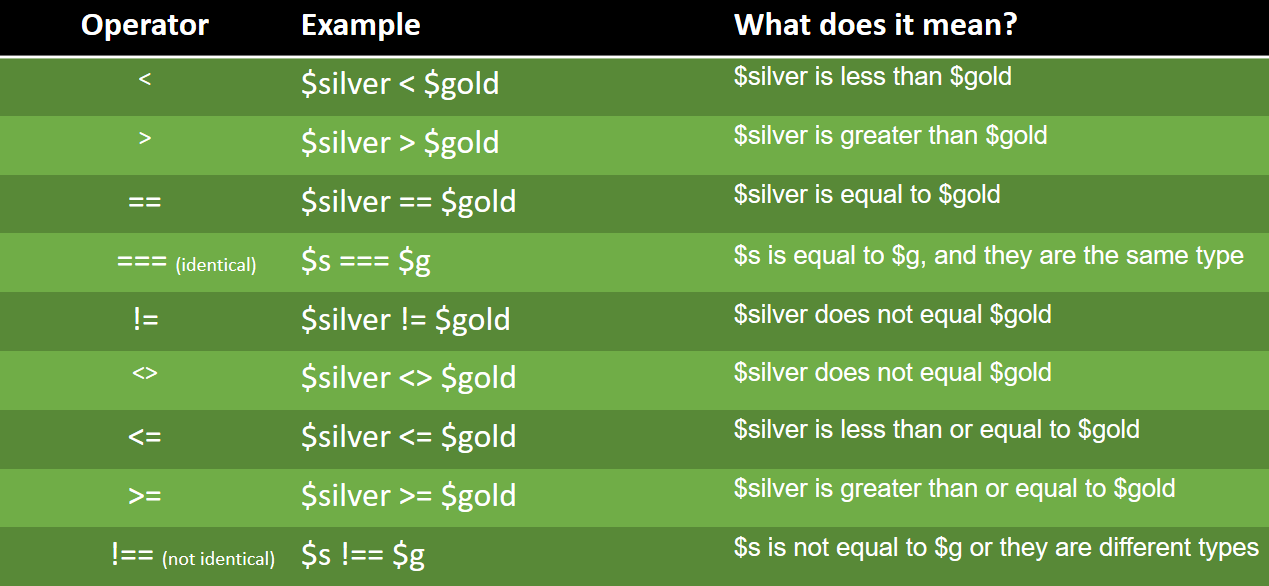 Operator Example What does it mean?
< $silver < $gold $silver is less than $gold
> $silver > $gold $silver is greater than $gold
== $silver == $gold $silver is equal to $gold
=== (identical) $s === $g $s is equal to $g, and they are the same type
!= $silver != $gold $silver does not equal $gold
<> $silver <> $gold $silver does not equal $gold
<= $silver <= $gold $silver is less than or equal to $gold
>= $silver >= $gold $silver is greater than or equal to $gold
!== (not identical) $s !== $g $s is not equal to $g or they are different types